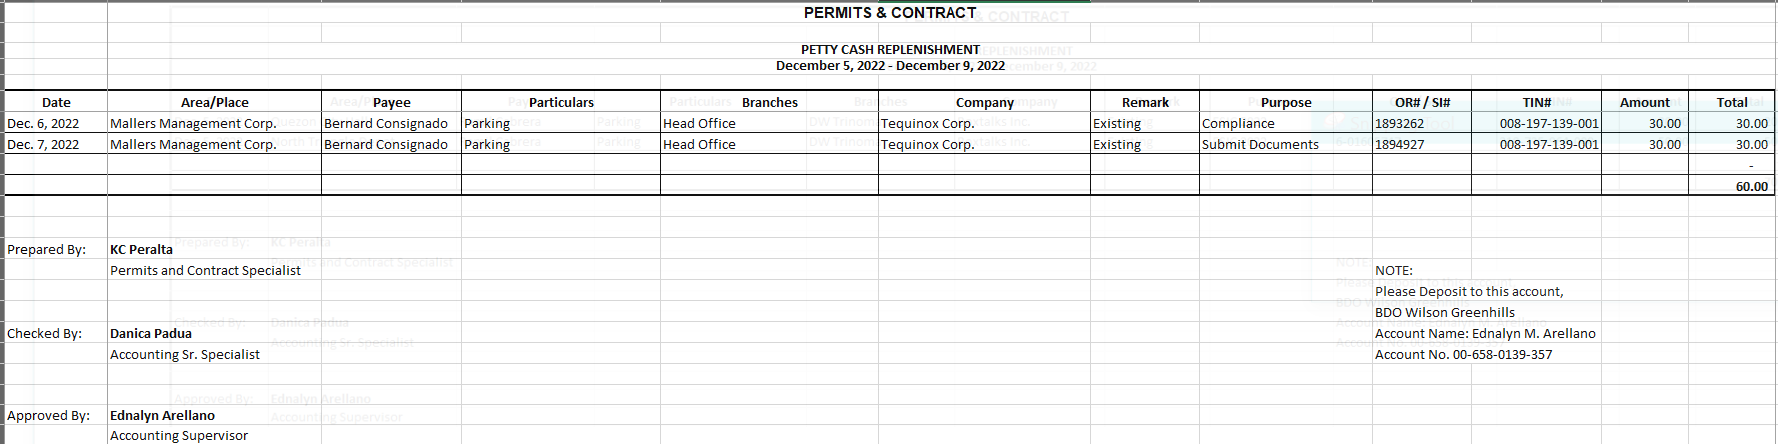 PERMITS & CONTRACT
PETTY CASH REPLENISHMENT
December 5, 2022 - December 9, 2022
Date Area/Place Payee Particulars Branches Company Remark Purpose OR# / SI# TIN# Amount Total
Dec. 6, 2022 Mallers Management Corp. Bernard Consignado Parking Head Office Tequinox Corp. Existing Compliance 1893262 008-197-139-001 30.00 30.00
Dec. 7, 2022 Mallers Management Corp. Bernard Consignado Parking Head Office Tequinox Corp. Existing Submit Documents 1894927 008-197-139-001 30.00 30.00
-
60.00
Prepared By: KC Peralta
Permits and Contract Specialist
NOTE:
Please Deposit to this account,
BDO Wilson Greenhills
Checked By: Danica Padua
Account Name: Ednalyn M. Arellano
Accounting Sr. Specialist
Account No. 00-658-0139-357
Approved By: Ednalyn Arellano
Accounting Supervisor